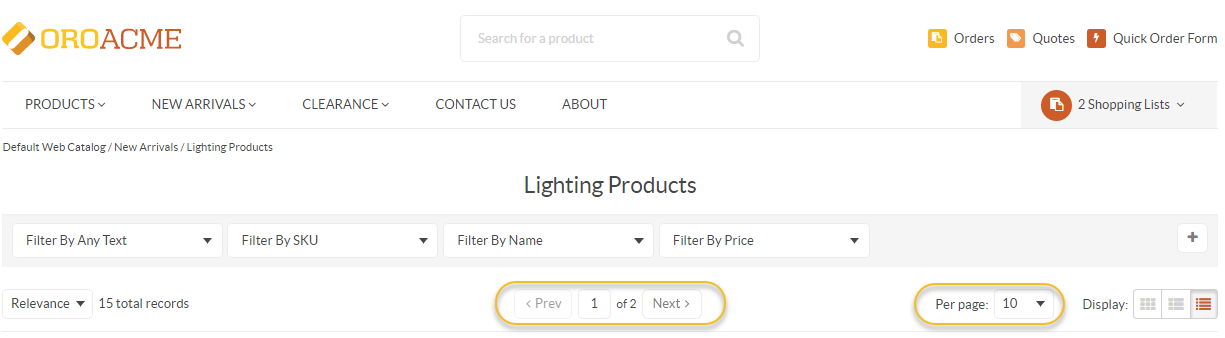 OROACME
Search for a product
Orders Quotes Quick Order Form
PRODUCTS NEW ARRIVALS CLEARANCE CONTACT US ABOUT 2 Shopping Lists
Default Web Catalog / New Arrivals / Lighting Products
Lighting Products
Filter By Any Text Filter By SKU Filter By Name Filter By Price +
Relevance 15 total records < Prev 1 of 2 Next > Per page: 10 Display: